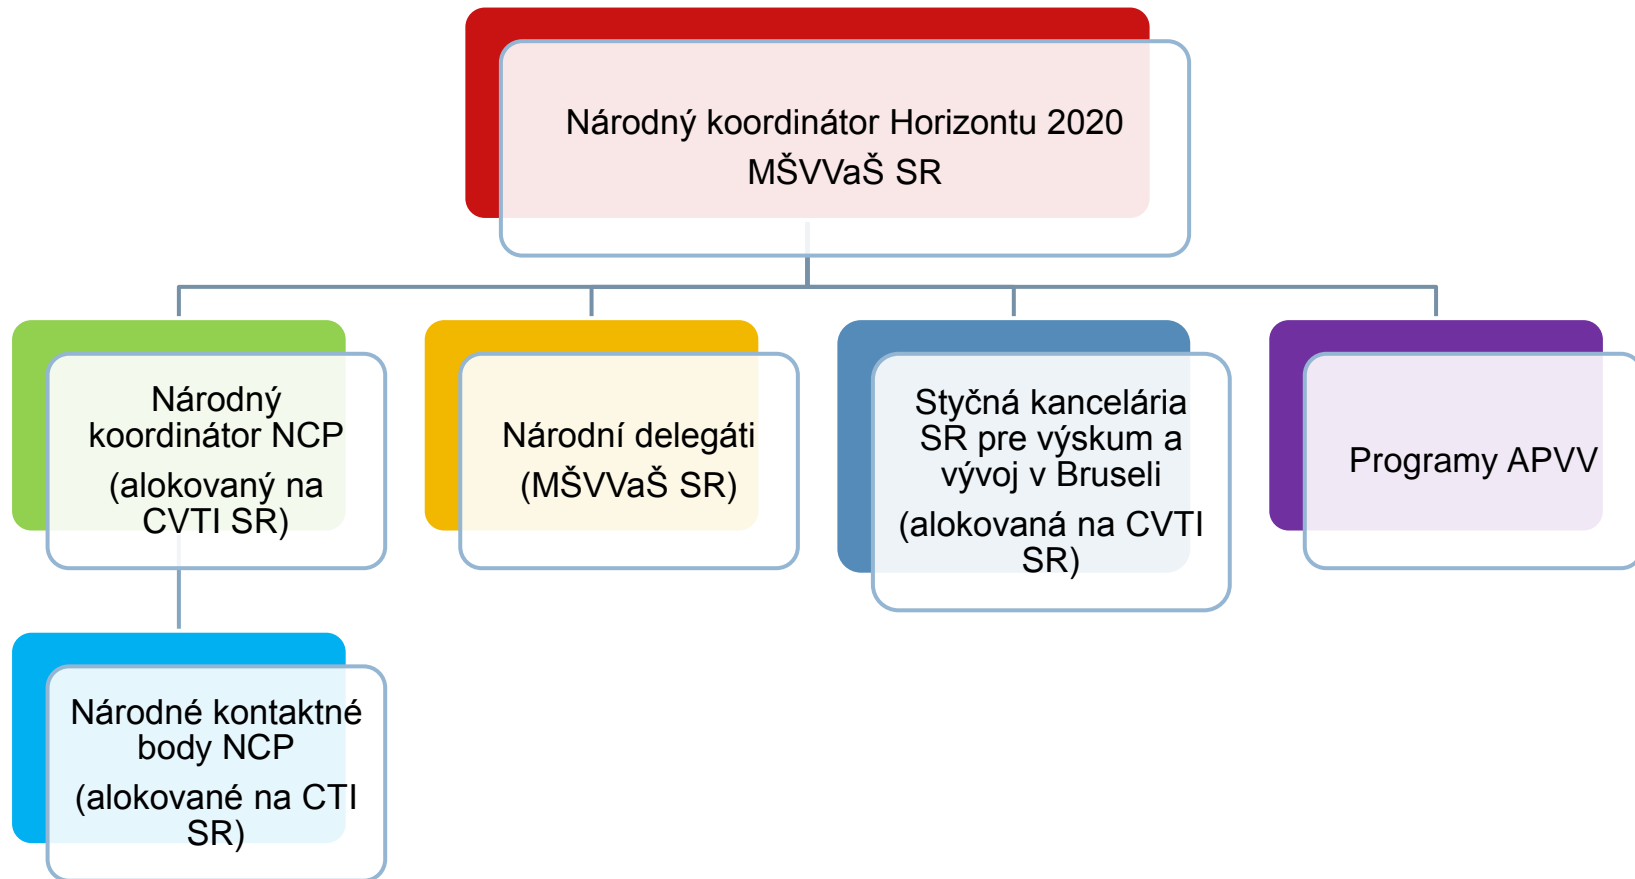 Národný koordinátor Horizontu 2020
MŠVVaŠ SR
Národný
koordinátor NCP
(alokovaný na
CVTI SR)
Národní delegáti
(MŠVVaŠ SR)
Styčná kancelária
SR pre výskum a
vývoj v Bruseli
(alokovaná na CVTI
SR)
Programy APVV
Národné kontaktné
body NCP
(alokované na CTI
SR)